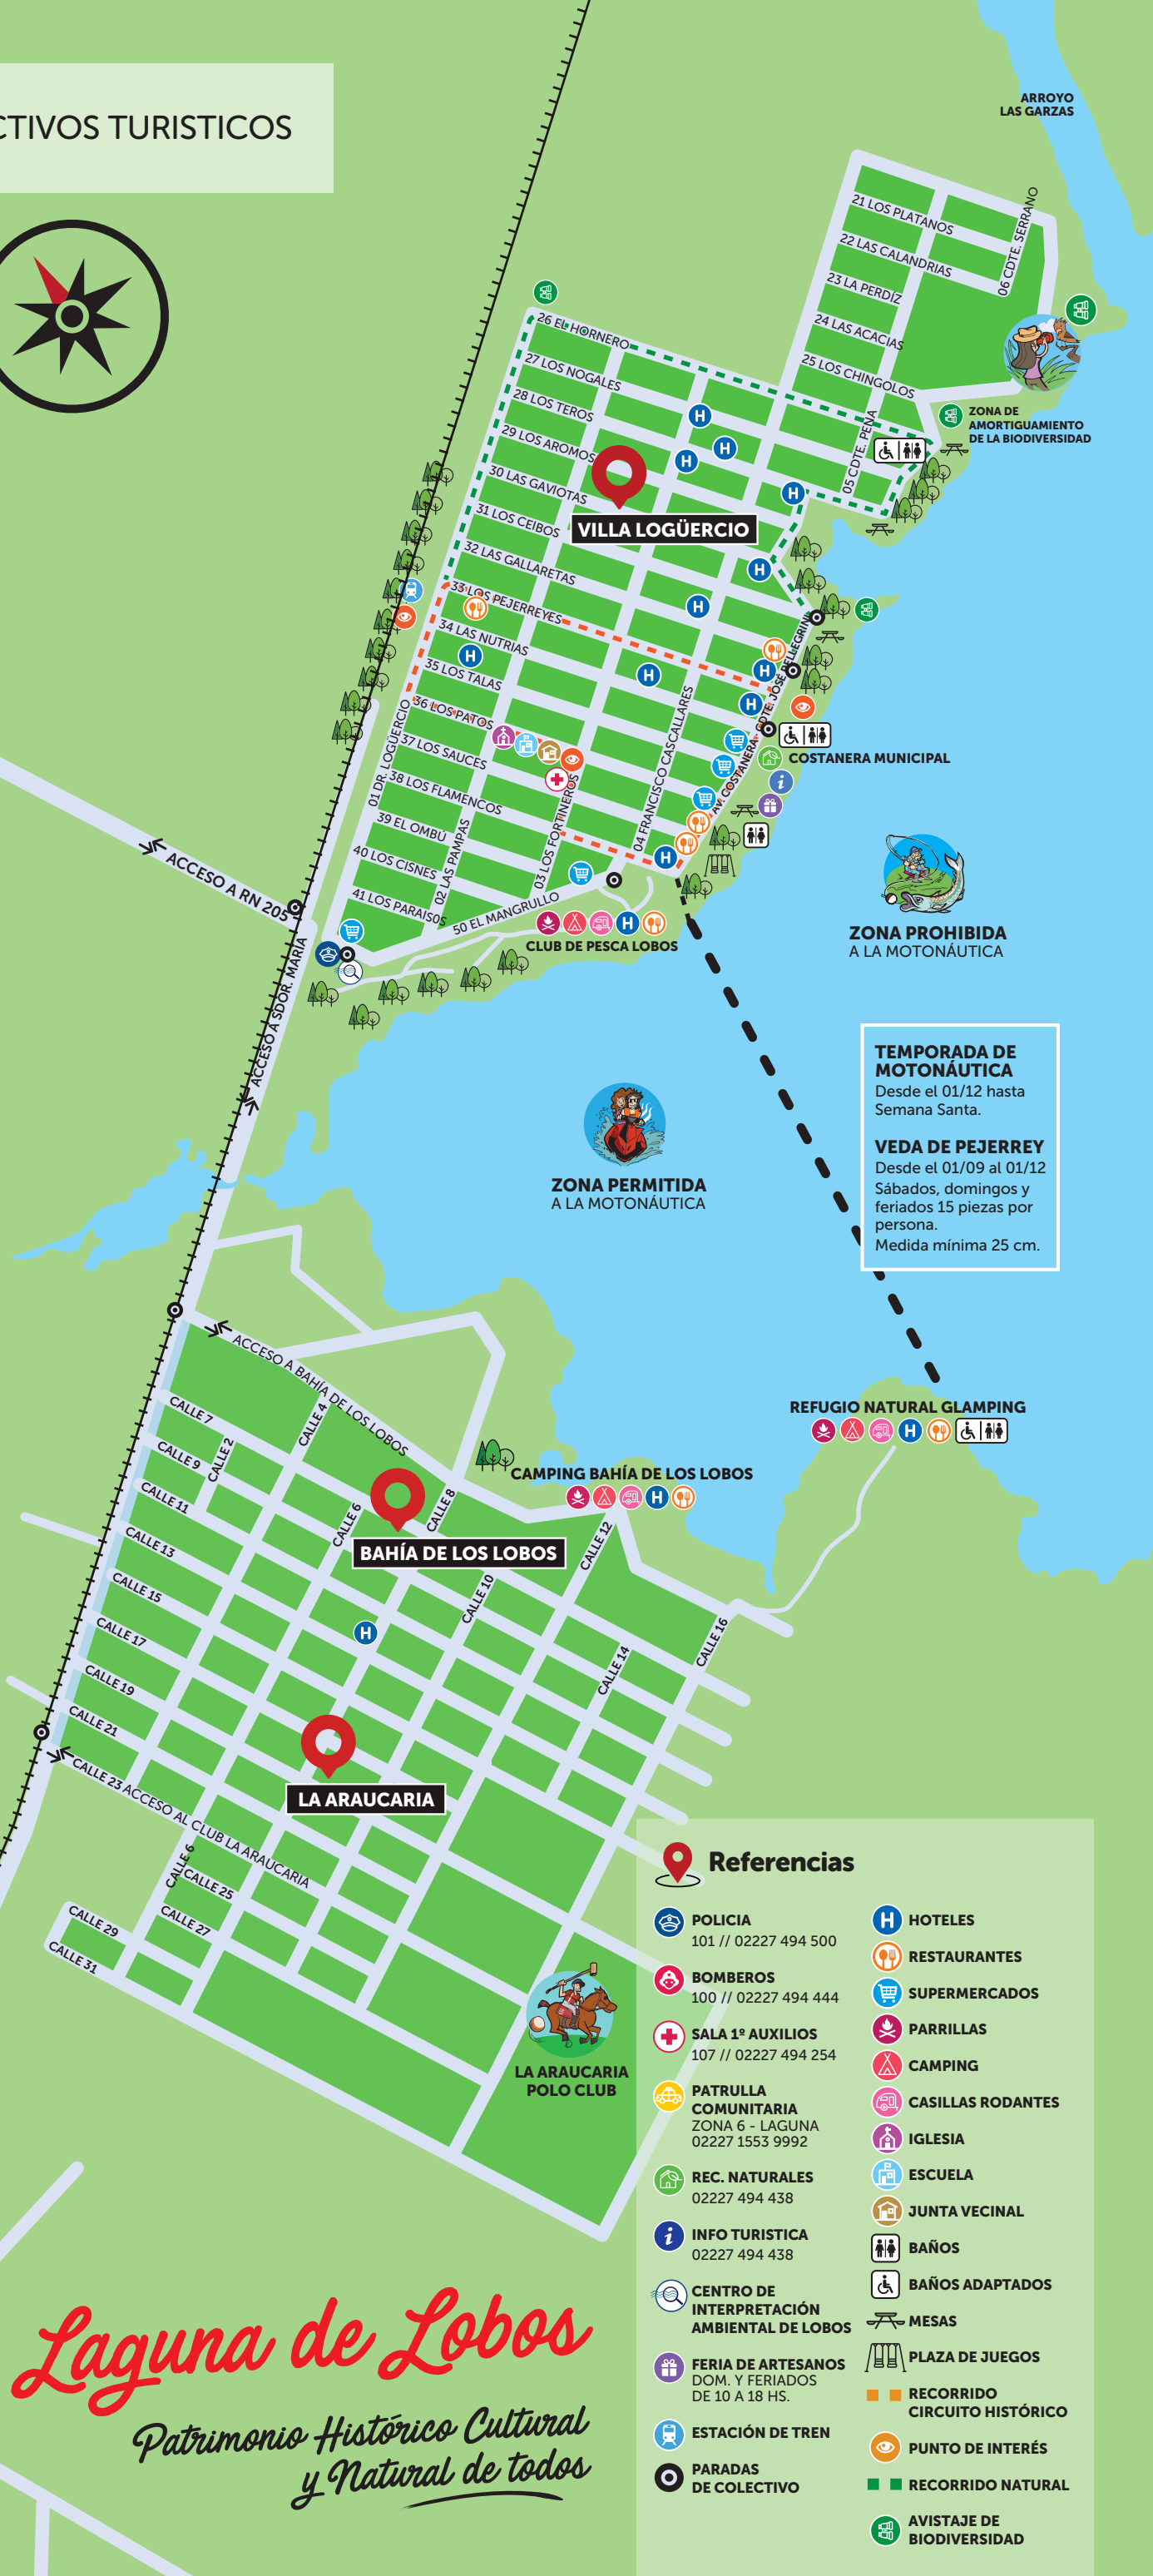 CTIVOS TURISTICOS
ARROYO
LAS GARZAS
21 LOS PLATANOS
22 LAS CALANDRIAS
23 LA PERDÍZ
24 LAS ACACIAS
25 LOS CHINGOLOS
06 CDTE. SERRANO
05 CDTE. PEÑA
ZONA DE
AMORTIGUAMIENTO
DE LA BIODIVERSIDAD
26 EL HORNERO
27 LOS NOGALES
28 LOS TEROS
29 LOS AROMOS
30 LAS GAVIOTAS
31 LOS CEIBOS
32 LAS GALLARETAS
33 LOS PEJERREYES
34 LAS NUTRIAS
35 LOS TALAS
36 LOS PATOS
37 LOS SAUCES
38 LOS FLAMENCOS
39 EL OMBÚ
40 LOS CISNES
41 LOS PARAISOS
50 EL MANGRULLO
VILLA LOGÜERCIO
01 DR. LOGÜERCIO
02 LAS PAMPAS
03 LOS FORTINEROS
04 FRANCISCO CASCALLARES
AV. COSTANERA CDTE. JOSÉ PELLEGRINI
COSTANERA MUNICIPAL
ACCESO A RN 205
ACCESO A SDOR. MARÍA
CLUB DE PESCA LOBOS
ZONA PROHIBIDA
A LA MOTONÁUTICA
TEMPORADA DE
MOTONÁUTICA
Desde el 01/12 hasta
Semana Santa.
VEDA DE PEJERREY
Desde el 01/09 al 01/12
Sábados, domingos y
feriados 15 piezas por
persona.
Medida mínima 25 cm.
ZONA PERMITIDA
A LA MOTONÁUTICA
ACCESO A BAHÍA DE LOS LOBOS
REFUGIO NATURAL GLAMPING
CAMPING BAHÍA DE LOS LOBOS
CALLE 7
CALLE 9
CALLE 11
CALLE 13
CALLE 15
CALLE 17
CALLE 19
CALLE 21
CALLE 23 ACCESO AL CLUB LA ARAUCARIA
CALLE 2
CALLE 4
CALLE 6
CALLE 8
CALLE 10
CALLE 12
CALLE 14
CALLE 16
BAHÍA DE LOS LOBOS
LA ARAUCARIA
CALLE 6
CALLE 25
CALLE 27
CALLE 29
CALLE 31
LA ARAUCARIA
POLO CLUB
Referencias
POLICIA
101 // 02227 494 500
BOMBEROS
100 // 02227 494 444
SALA 1º AUXILIOS
107 // 02227 494 254
PATRULLA
COMUNITARIA
ZONA 6 - LAGUNA
02227 1553 9992
REC. NATURALES
02227 494 438
INFO TURISTICA
02227 494 438
CENTRO DE
INTERPRETACIÓN
AMBIENTAL DE LOBOS
FERIA DE ARTESANOS
DOM. Y FERIADOS
DE 10 A 18 HS.
ESTACIÓN DE TREN
PARADAS
DE COLECTIVO
H HOTELES
RESTAURANTES
SUPERMERCADOS
PARRILLAS
CAMPING
CASILLAS RODANTES
IGLESIA
ESCUELA
JUNTA VECINAL
BAÑOS
BAÑOS ADAPTADOS
MESAS
PLAZA DE JUEGOS
RECORRIDO
CIRCUITO HISTÓRICO
PUNTO DE INTERÉS
RECORRIDO NATURAL
AVISTAJE DE
BIODIVERSIDAD
Laguna de Lobos
Patrimonio Histórico Cultural
y Natural de todos